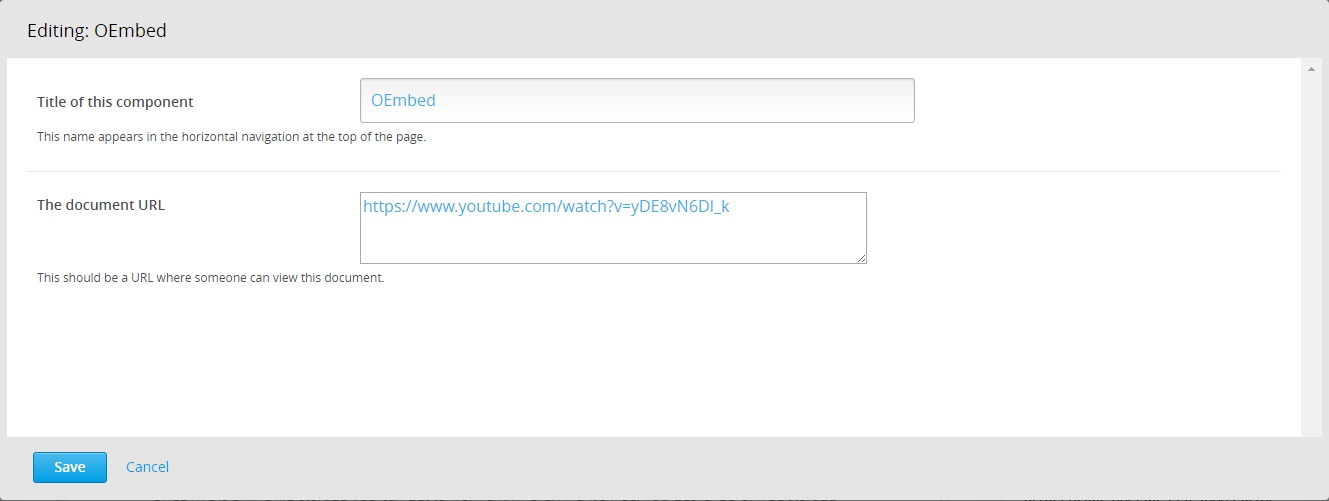 Editing: OEmbed
Title of this component
OEmbed
This name appears in the horizontal navigation at the top of the page.
The document URL
https://www.youtube.com/watch?v=yDE8vN6DI_k
This should be a URL where someone can view this document.
Save Cancel